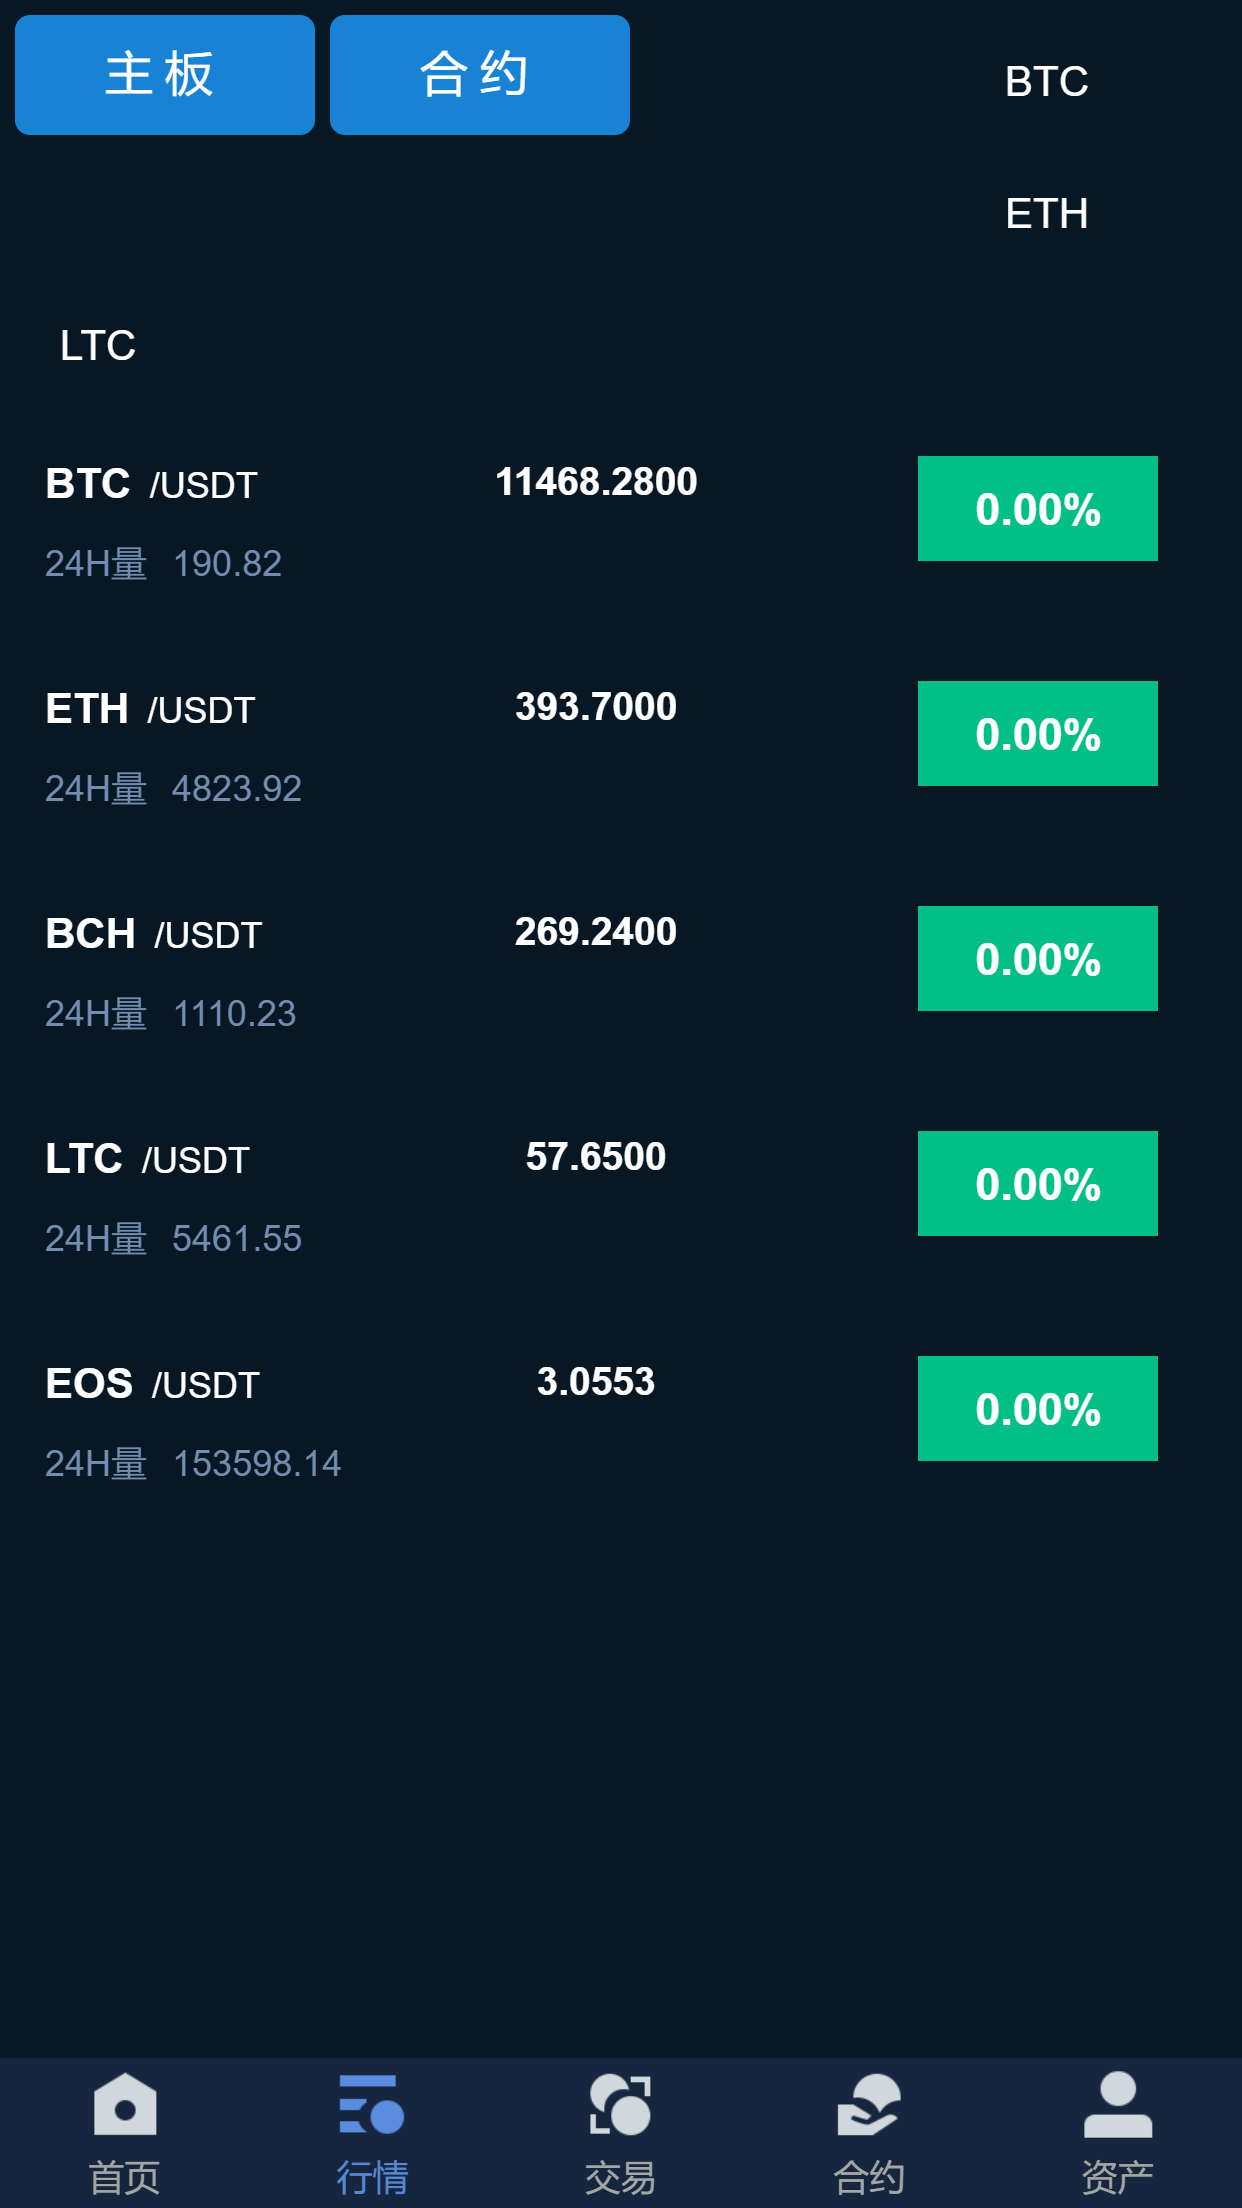 主板 合约 BTC
ETH
LTC
BTC /USDT 11468.2800 0.00%
24H量 190.82
ETH /USDT 393.7000 0.00%
24H量 4823.92
BCH /USDT 269.2400 0.00%
24H量 1110.23
LTC /USDT 57.6500 0.00%
24H量 5461.55
EOS /USDT 3.0553 0.00%
24H量 153598.14
首页 行情 交易 合约 资产